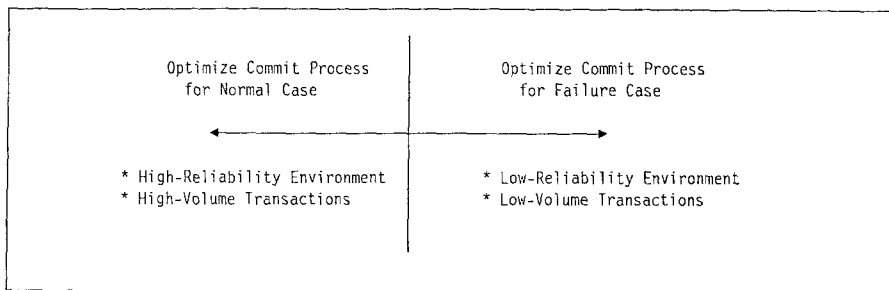 Optimize Commit Process
for Normal Case
Optimize Commit Process
for Failure Case
* High-Reliability Environment
* High-Volume Transactions
* Low-Reliability Environment
* Low-Volume Transactions